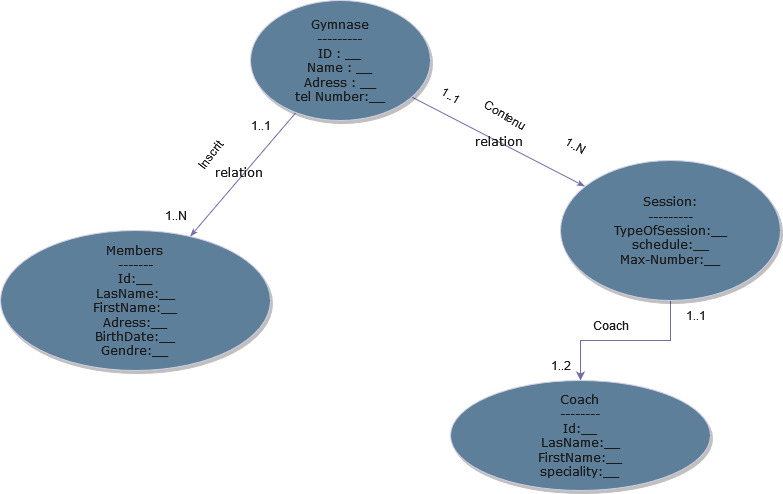 Gymnase
---------
ID : __
Name : __
Adress : __
tel Number:__
1..1
Inscrit
relation
1..N
1..1
Contenu
relation
1..N
Members
-------
Id:__
LasName:__
FirstName:__
Adress:__
BirthDate:__
Gendre:__
Session:
---------
TypeOfSession:__
schedule:__
Max-Number:__
1..1
Coach
1..2
Coach
--------
Id:__
LasName:__
FirstName:__
speciality:__